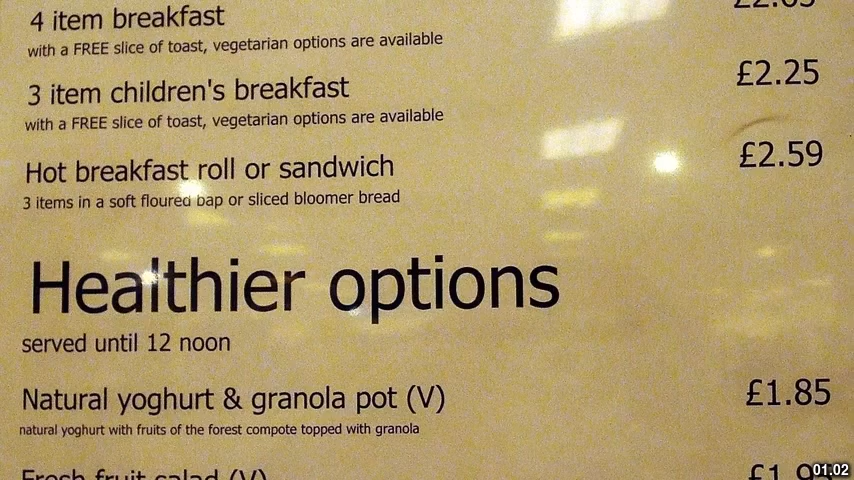 4 item breakfast
with a FREE slice of toast, vegetarian options are available
3 item children's breakfast £2.25
with a FREE slice of toast, vegetarian options are available
Hot breakfast roll or sandwich £2.59
3 items in a soft floured bap or sliced bloomer bread
Healthier options
served until 12 noon
Natural yoghurt & granola pot (V) £1.85
natural yoghurt with fruits of the forest compote topped with granola
Fresh fruit salad (V)
01.02